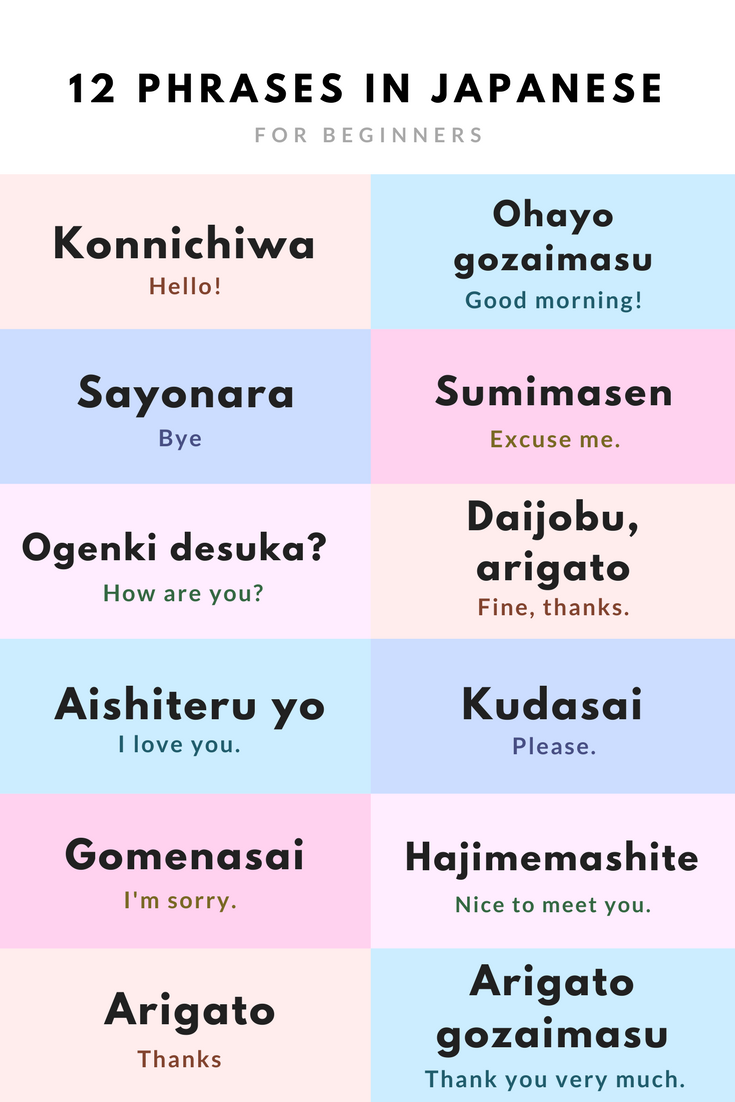 12 PHRASES IN JAPANESE
FOR BEGINNERS
Konnichiwa
Hello!
Ohayo
gozaimasu
Good morning!
Sayonara
Bye
Sumimasen
Excuse me.
Ogenki desuka?
How are you?
Daijobu,
arigato
Fine, thanks.
Aishiteru yo
I love you.
Kudasai
Please.
Gomenasai
I'm sorry.
Hajimemashite
Nice to meet you.
Arigato
Thanks
Arigato
gozaimasu
Thank you very much.